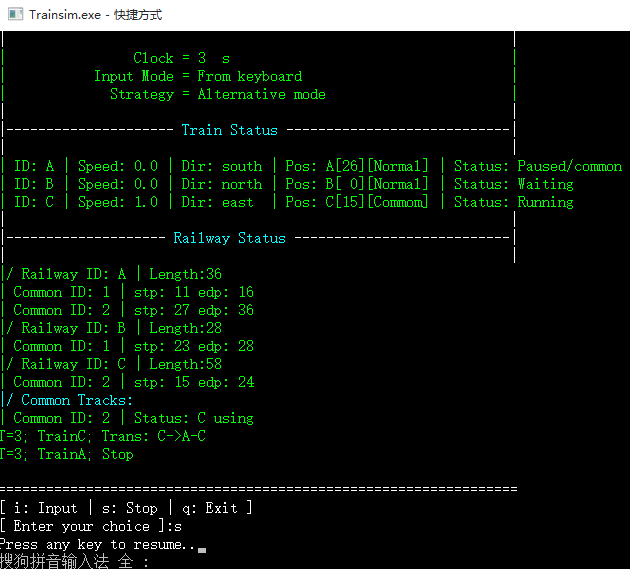 Trainsim.exe - 快捷方式
Clock = 3 s
Input Mode = From keyboard
Strategy = Alternative mode
|--------------------- Train Status ----------------------------|
| ID: A | Speed: 0.0 | Dir: south | Pos: A[26][Normal] | Status: Paused/common
| ID: B | Speed: 0.0 | Dir: north | Pos: B[ 0][Normal] | Status: Waiting
| ID: C | Speed: 1.0 | Dir: east | Pos: C[15][Commom] | Status: Running
|-------------------- Railway Status ----------------------------|
|/ Railway ID: A | Length:36
| Common ID: 1 | stp: 11 edp: 16
| Common ID: 2 | stp: 27 edp: 36
|/ Railway ID: B | Length:28
| Common ID: 1 | stp: 23 edp: 28
|/ Railway ID: C | Length:58
| Common ID: 2 | stp: 15 edp: 24
|/ Common Tracks:
| Common ID: 2 | Status: C using
T=3; TrainC; Trans: C->A-C
T=3; TrainA; Stop
=================================================================
[ i: Input | s: Stop | q: Exit ]
[ Enter your choice ]:s
Press any key to resume.._
搜狗拼音输入法 全 :